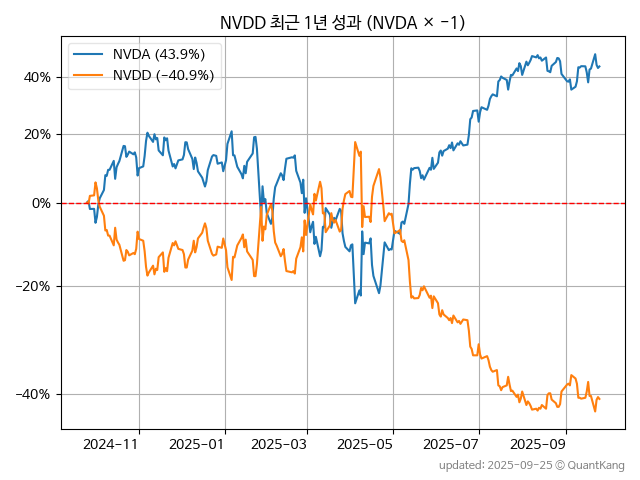 NVDD 최근 1년 성과 (NVDA × −1)
NVDA (43.9%)
NVDD (−40.9%)
40%
20%
0%
−20%
−40%
2024-11
2025-01
2025-03
2025-05
2025-07
2025-09
updated: 2025-09-25 © QuantKang